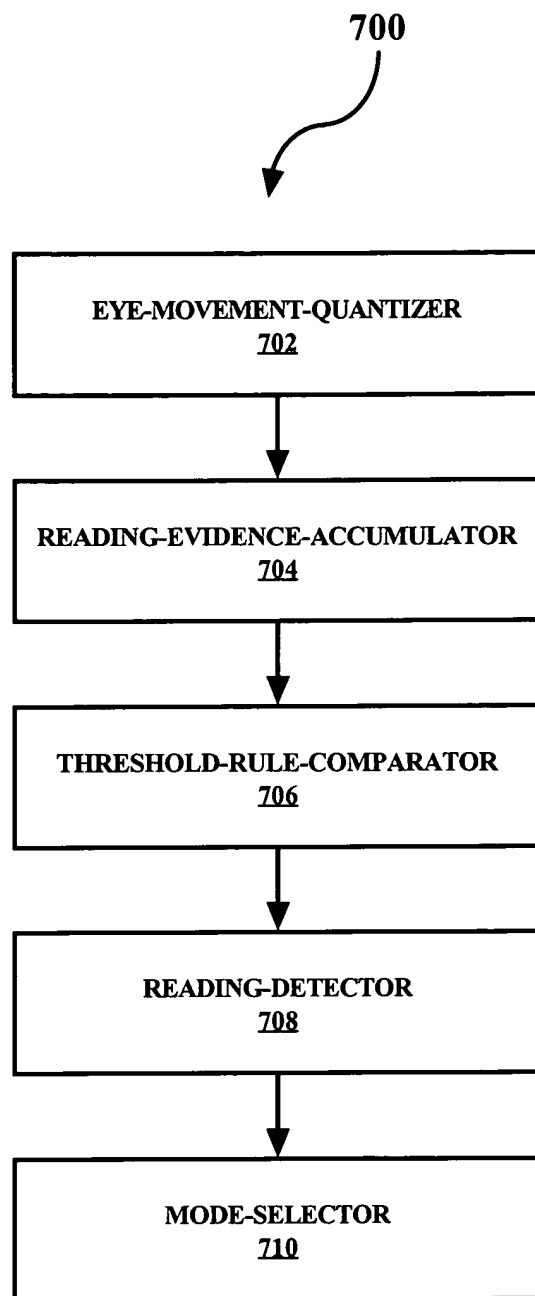 700
EYE-MOVEMENT-QUANTIZER
702
READING-EVIDENCE-ACCUMULATOR
704
THRESHOLD-RULE-COMPARATOR
706
READING-DETECTOR
708
MODE-SELECTOR
710